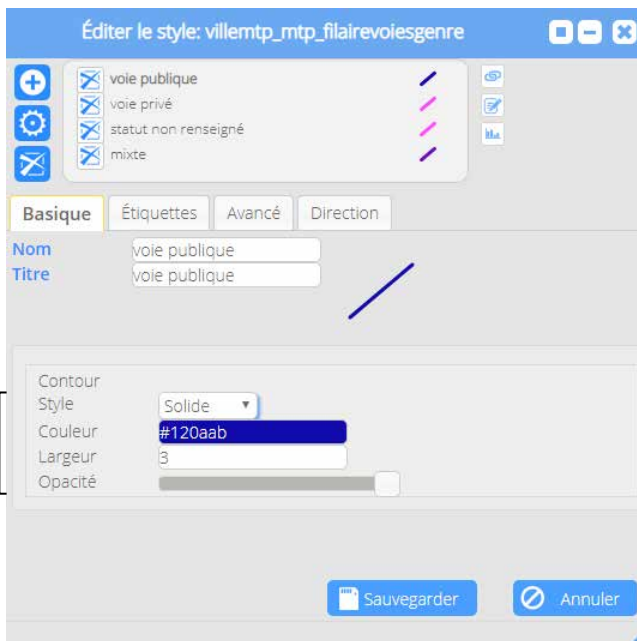 Éditer le style: villemtp_mtp_filairevoiesgenre
voie publique
voie privé
statut non renseigné
mixte
Basique Étiquettes Avancé Direction
Nom voie publique
Titre voie publique
Contour
Style Solide
Couleur #120aab
Largeur 3
Opacité
Sauvegarder Annuler